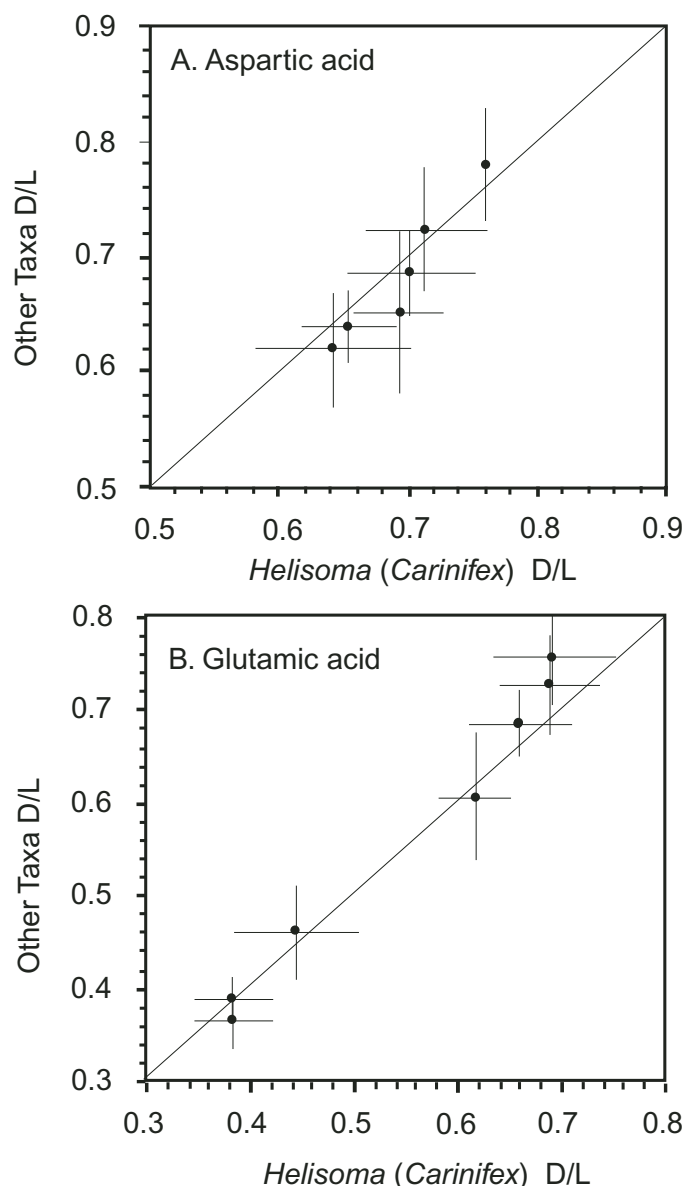 A. Aspartic acid
0.9
0.8
0.7
0.6
0.5
Other Taxa D/L
0.5 0.6 0.7 0.8 0.9
Helisoma (Carinifex) D/L
B. Glutamic acid
0.8
0.7
0.6
0.5
0.4
0.3
Other Taxa D/L
0.3 0.4 0.5 0.6 0.7 0.8
Helisoma (Carinifex) D/L